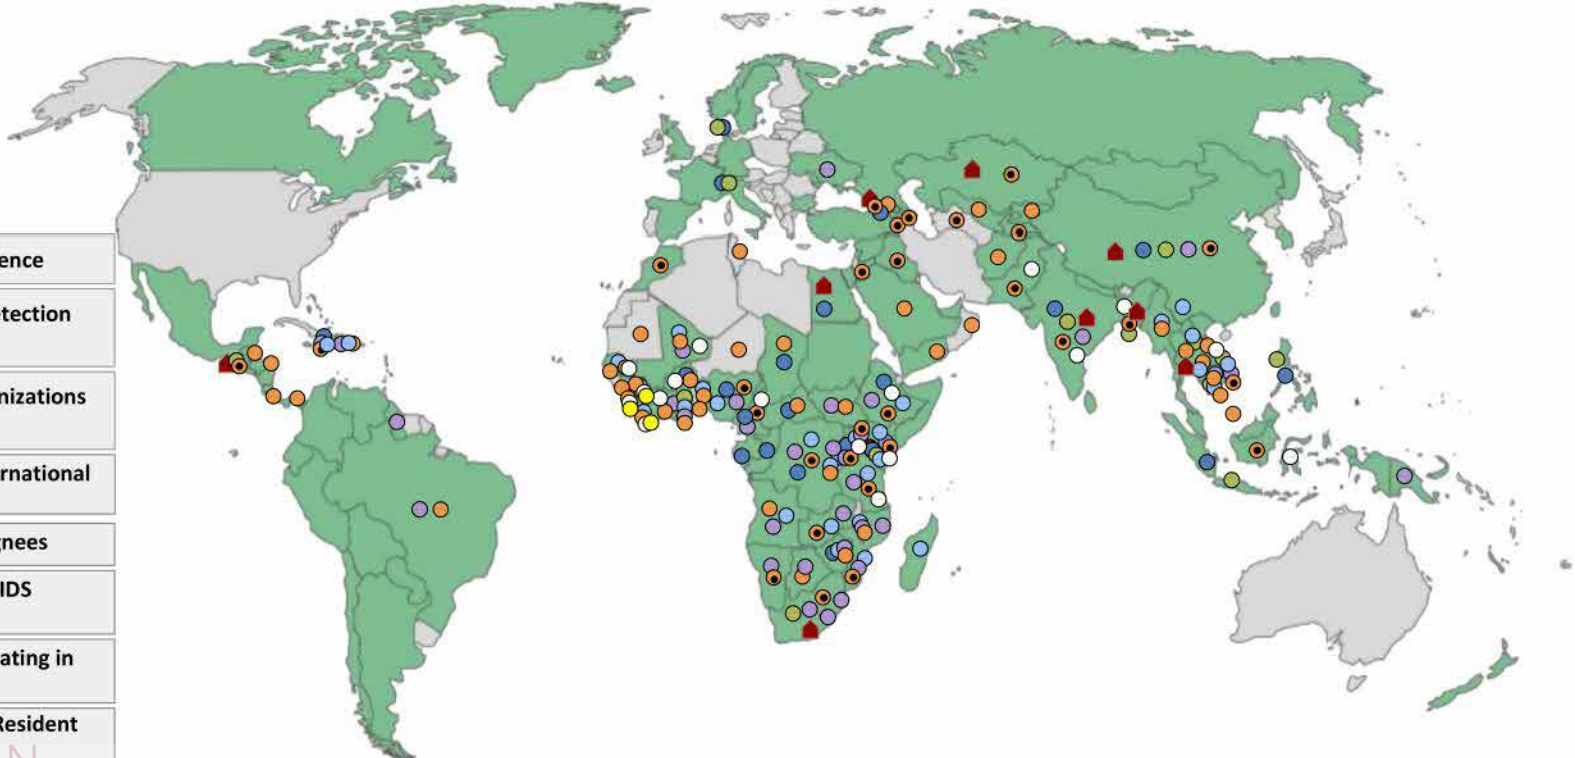 ence
tection
nizations
rnational
gnees
IDS
ating in
Resident
N